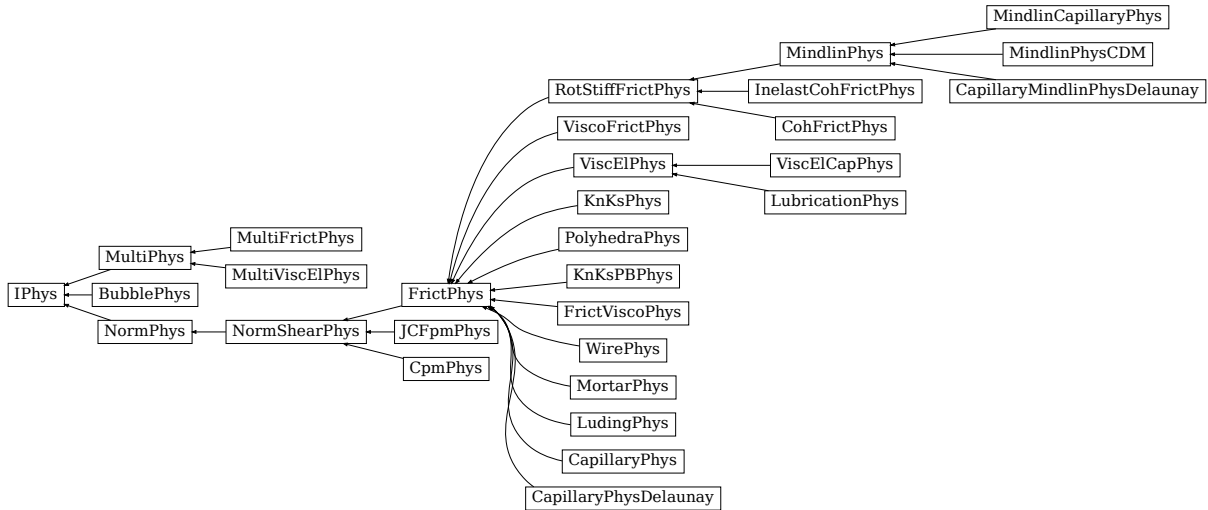 MindlinCapillaryPhys
MindlinPhys
MindlinPhysCDM
RotStiffFrictPhys
InelastCohFrictPhys
CapillaryMindlinPhysDelaunay
ViscoFrictPhys
CohFrictPhys
ViscElPhys
ViscElCapPhys
KnKsPhys
LubricationPhys
MultiFrictPhys
PolyhedraPhys
MultiPhys
MultiViscElPhys
KnKsPBPhys
IPhys
BubblePhys
FrictPhys
FrictViscoPhys
NormPhys
NormShearPhys
JCFpmPhys
WirePhys
CpmPhys
MortarPhys
LudingPhys
CapillaryPhys
CapillaryPhysDelaunay